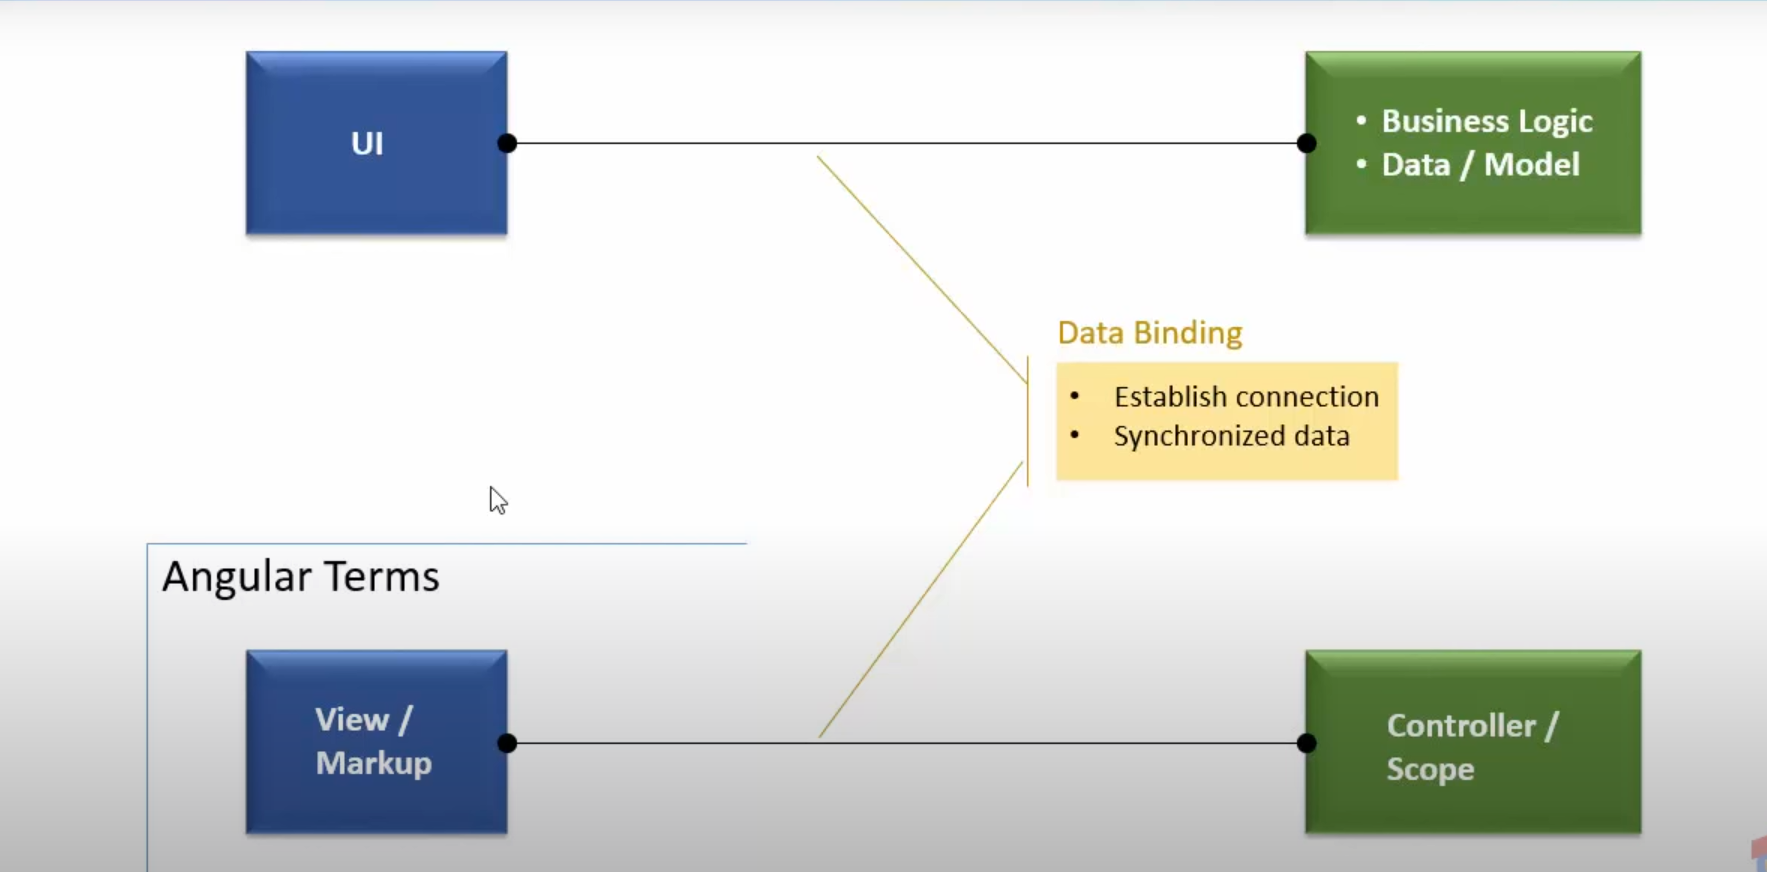 UI
• Business Logic
• Data / Model
Data Binding
• Establish connection
• Synchronized data
Angular Terms
View /
Markup
Controller /
Scope